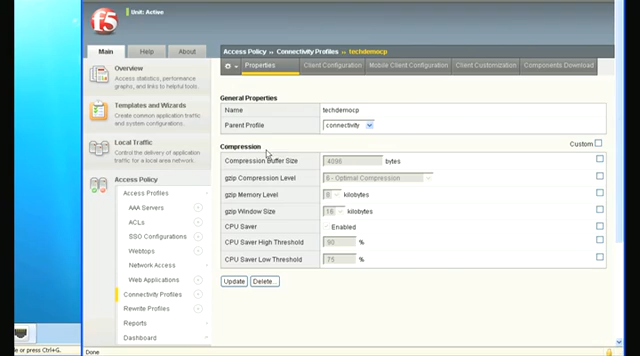 f5
Unit: Active
Main
Help
About
Access Policy » Connectivity Profiles » techdemocp
Properties
Client Configuration
Mobile Client Configuration
Client Customization
Components Download
Overview
Access statistics, performance
graphs, and links to helpful tools.
Templates and Wizards
Create common application traffic
and system configurations.
Local Traffic
Control the delivery of application
traffic for a local area network.
Access Policy
Access Profiles
AAA Servers
ACLs
SSO Configurations
Webtops
Network Access
Web Applications
Connectivity Profiles
Rewrite Profiles
Reports
Dashboard
General Properties
Name
techdemocp
Parent Profile
connectivity
Compression
Custom
Compression Buffer Size
4096
bytes
gzip Compression Level
6 - Optimal Compression
gzip Memory Level
8
kilobytes
gzip Window Size
16
kilobytes
CPU Saver
Enabled
CPU Saver High Threshold
90
%
CPU Saver Low Threshold
75
%
Update
Delete...
e or press Ctrl+G.
Done